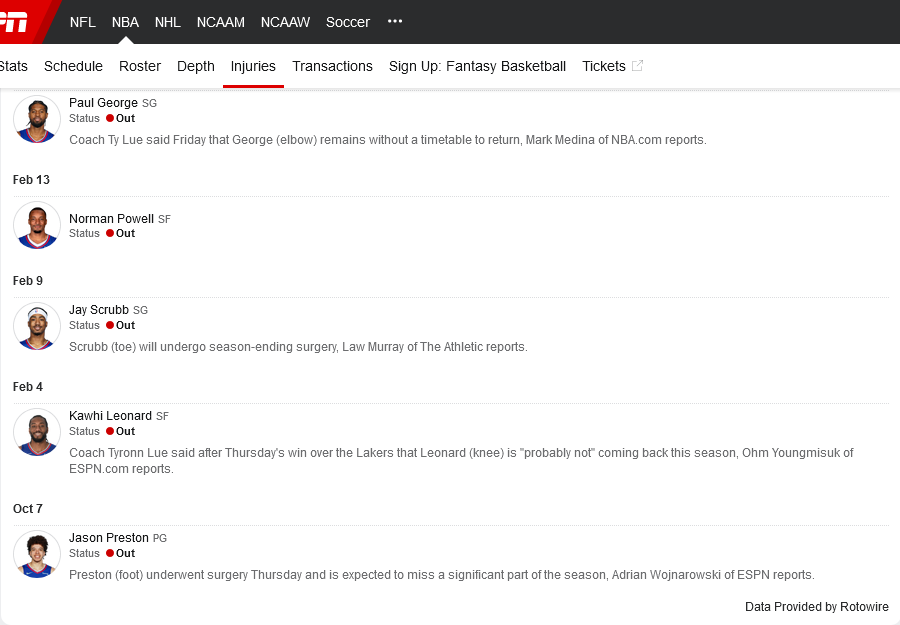 NFL NBA NHL NCAAM NCAAW Soccer •••
Stats Schedule Roster Depth Injuries Transactions Sign Up: Fantasy Basketball Tickets
Paul George SG
Status Out
Coach Ty Lue said Friday that George (elbow) remains without a timetable to return, Mark Medina of NBA.com reports.
Feb 13
Norman Powell SF
Status Out
Feb 9
Jay Scrubb SG
Status Out
Scrubb (toe) will undergo season-ending surgery, Law Murray of The Athletic reports.
Feb 4
Kawhi Leonard SF
Status Out
Coach Tyronn Lue said after Thursday's win over the Lakers that Leonard (knee) is "probably not" coming back this season, Ohm Youngmisuk of
ESPN.com reports.
Oct 7
Jason Preston PG
Status Out
Preston (foot) underwent surgery Thursday and is expected to miss a significant part of the season, Adrian Wojnarowski of ESPN reports.
Data Provided by Rotowire